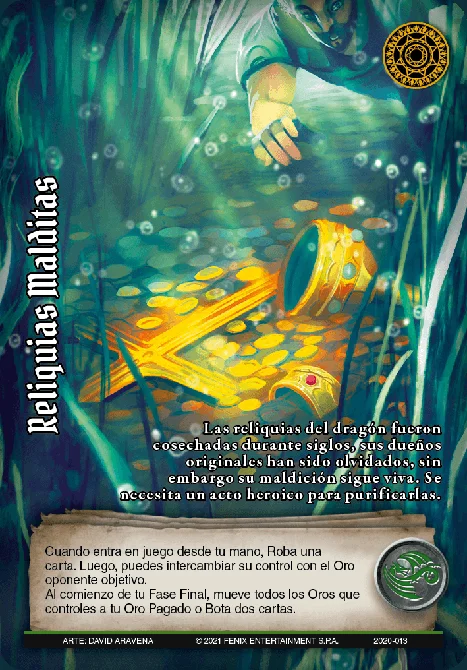 Reliquias Malditas
Las reliquias del dragón fueron
cosechadas durante siglos, sus dueños
originales han sido olvidados, sin
embargo su maldición sigue viva. Se
necesita un acto heroico para purificarlas.
Cuando entra en juego desde tu mano, Roba una
carta. Luego, puedes intercambiar su control con el Oro
oponente objetivo.
Al comienzo de tu Fase Final, mueve todos los Oros que
controles a tu Oro Pagado o Bota dos cartas.
ARTE: DAVID ARAVENA © 2021 FENIX ENTERTAINMENT S.P.A. 2020-013